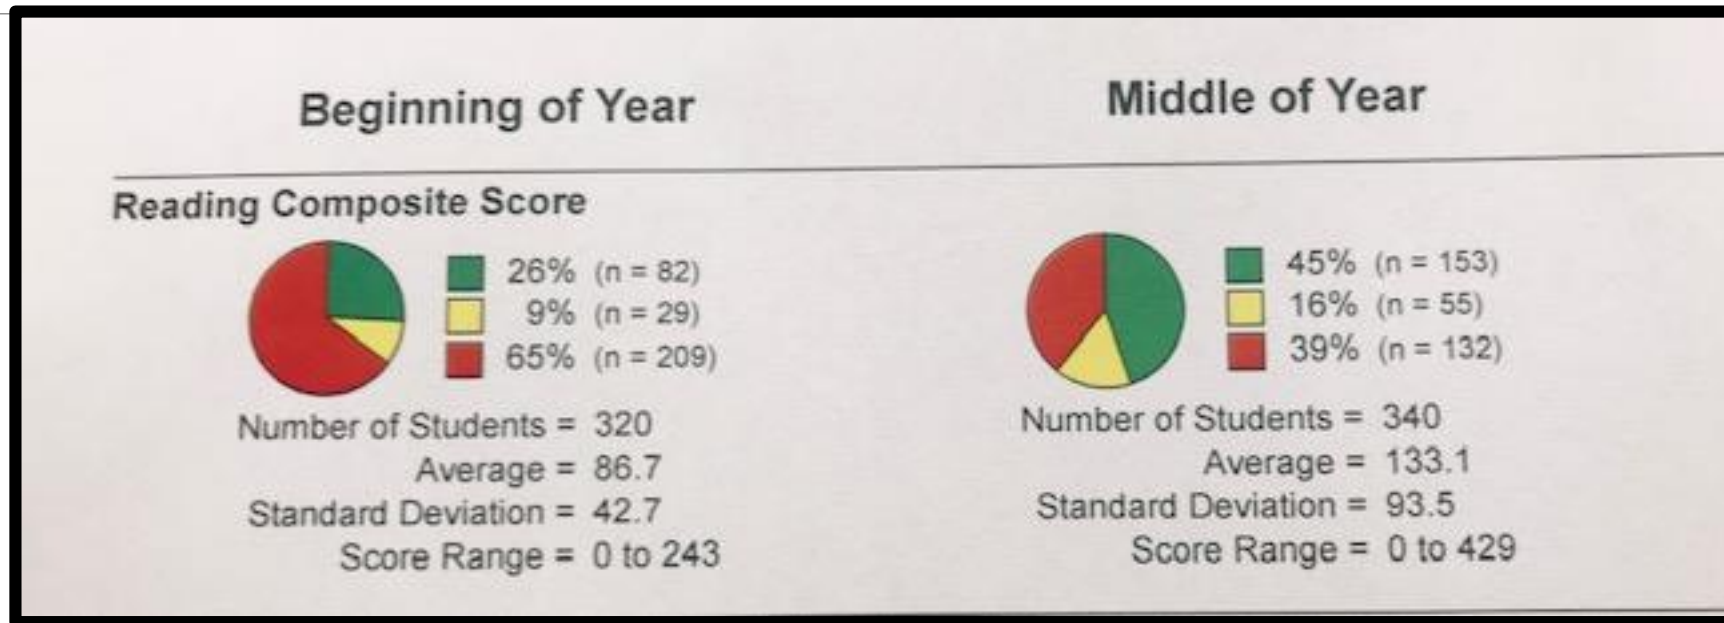 Beginning of Year
Middle of Year
Reading Composite Score
26% (n = 82)
9% (n = 29)
65% (n = 209)
Number of Students = 320
Average = 86.7
Standard Deviation = 42.7
Score Range = 0 to 243
45% (n = 153)
16% (n = 55)
39% (n = 132)
Number of Students = 340
Average = 133.1
Standard Deviation = 93.5
Score Range = 0 to 429